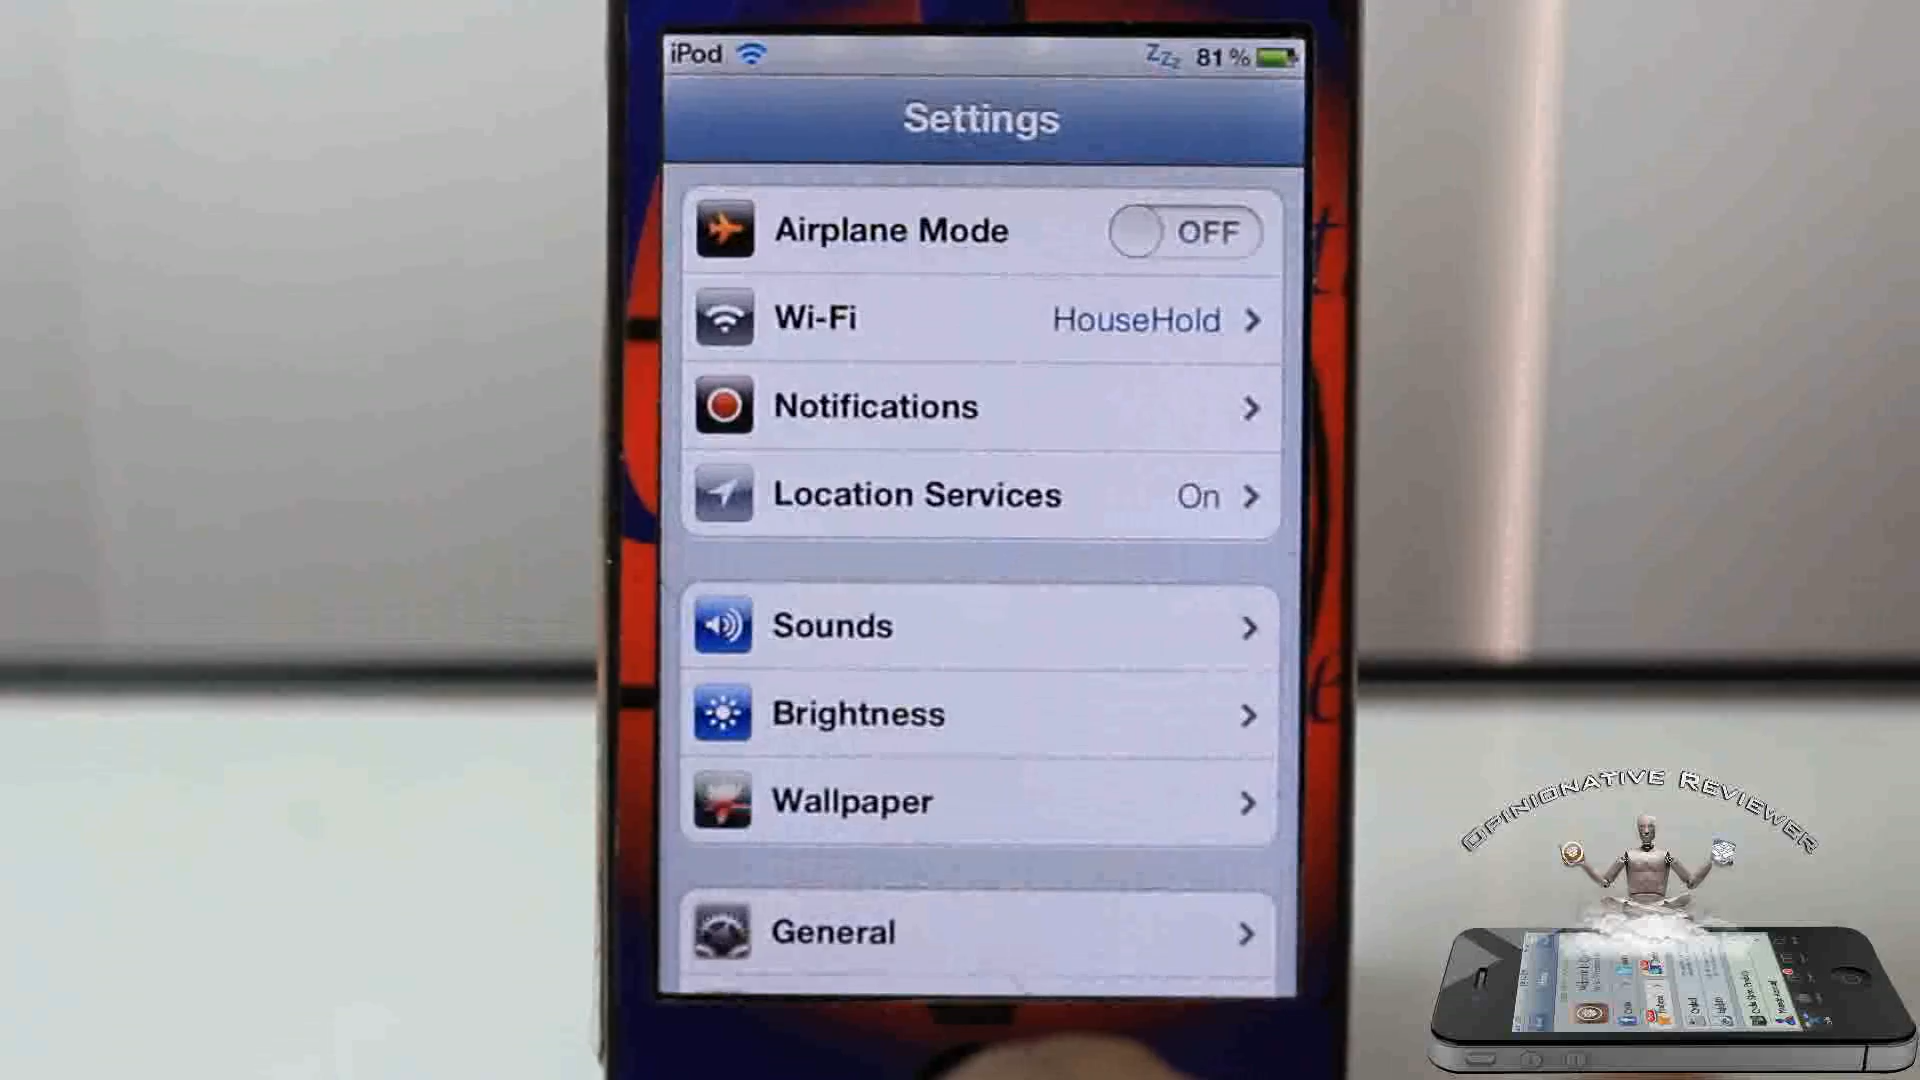 iPod Zzz 81%
Settings
Airplane Mode OFF
Wi-Fi HouseHold
Notifications
Location Services On
Sounds
Brightness
Wallpaper
General
Opinionative Reviewer